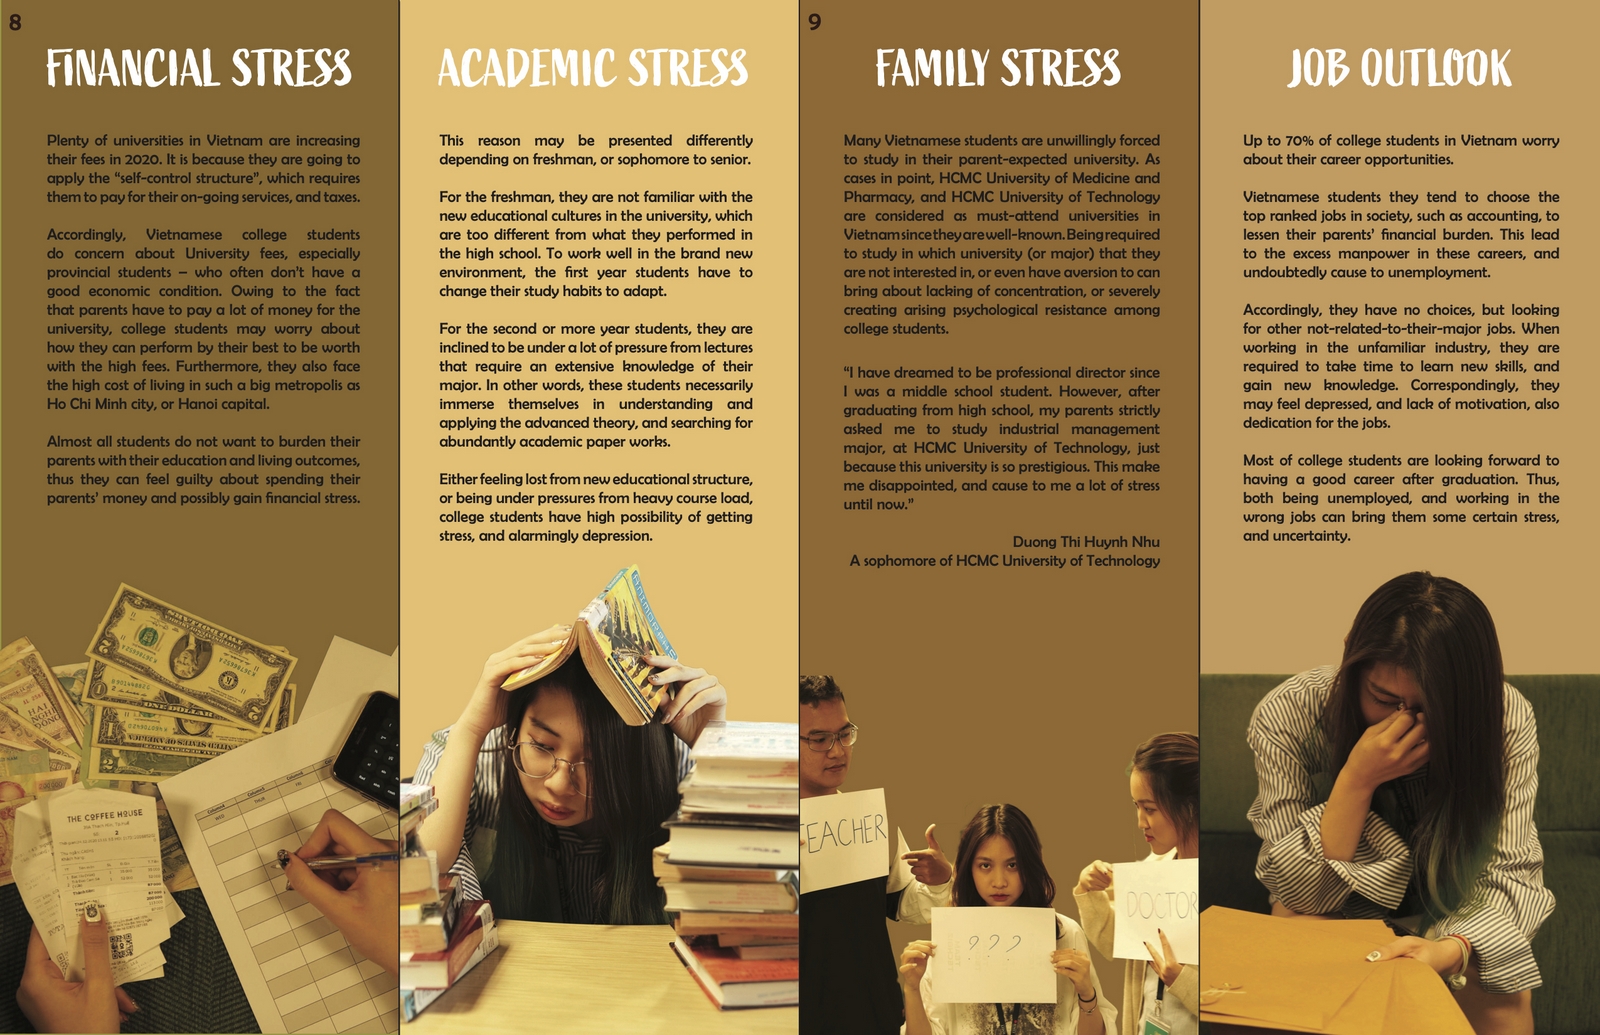 8
FINANCIAL STRESS
Plenty of universities in Vietnam are increasing
their fees in 2020. It is because they are going to
apply the “self-control structure”, which requires
them to pay for their on-going services, and taxes.
Accordingly, Vietnamese college students
do concern about University fees, especially
provincial students – who often don’t have a
good economic condition. Owing to the fact
that parents have to pay a lot of money for the
university, college students may worry about
how they can perform by their best to be worth
with the high fees. Furthermore, they also face
the high cost of living in such a big metropolis as
Ho Chi Minh city, or Hanoi capital.
Almost all students do not want to burden their
parents with their education and living outcomes,
thus they can feel guilty about spending their
parents’ money and possibly gain financial stress.
THE COFFEE HOUSE
ONE DOLLAR
ACADEMIC STRESS
This reason may be presented differently
depending on freshman, or sophomore to senior.
For the freshman, they are not familiar with the
new educational cultures in the university, which
are too different from what they performed in
the high school. To work well in the brand new
environment, the first year students have to
change their study habits to adapt.
For the second or more year students, they are
inclined to be under a lot of pressure from lectures
that require an extensive knowledge of their
major. In other words, these students necessarily
immerse themselves in understanding and
applying the advanced theory, and searching for
abundantly academic paper works.
Either feeling lost from new educational structure,
or being under pressures from heavy course load,
college students have high possibility of getting
stress, and alarmingly depression.
9
FAMILY STRESS
Many Vietnamese students are unwillingly forced
to study in their parent-expected university. As
cases in point, HCMC University of Medicine and
Pharmacy, and HCMC University of Technology
are considered as must-attend universities in
Vietnam since they are well-known. Being required
to study in which university (or major) that they
are not interested in, or even have aversion to can
bring about lacking of concentration, or severely
creating arising psychological resistance among
college students.
“I have dreamed to be professional director since
I was a middle school student. However, after
graduating from high school, my parents strictly
asked me to study industrial management
major, at HCMC University of Technology, just
because this university is so prestigious. This make
me disappointed, and cause to me a lot of stress
until now.”
Duong Thi Huynh Nhu
A sophomore of HCMC University of Technology
TEACHER
DOCTOR
? ? ?
JOB OUTLOOK
Up to 70% of college students in Vietnam worry
about their career opportunities.
Vietnamese students they tend to choose the
top ranked jobs in society, such as accounting, to
lessen their parents’ financial burden. This lead
to the excess manpower in these careers, and
undoubtedly cause to unemployment.
Accordingly, they have no choices, but looking
for other not-related-to-their-major jobs. When
working in the unfamiliar industry, they are
required to take time to learn new skills, and
gain new knowledge. Correspondingly, they
may feel depressed, and lack of motivation, also
dedication for the jobs.
Most of college students are looking forward to
having a good career after graduation. Thus,
both being unemployed, and working in the
wrong jobs can bring them some certain stress,
and uncertainty.